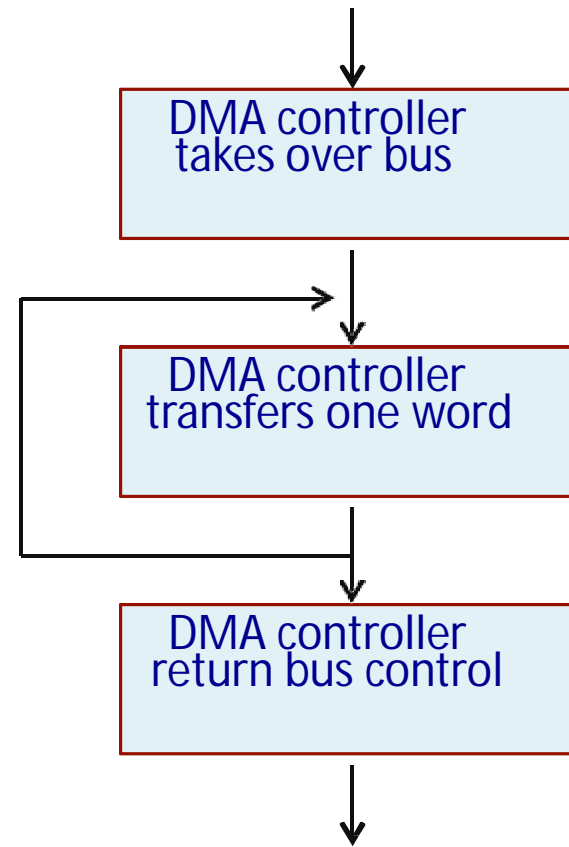 DMA controller
takes over bus
DMA controller
transfers one word
DMA controller
return bus control